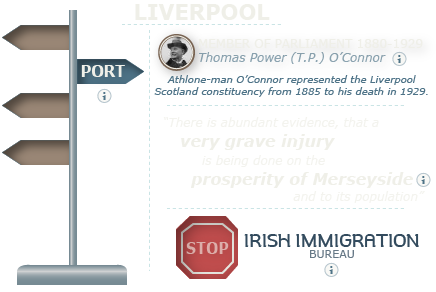 LIVERPOOL
MEMBER OF PARLIAMENT 1880-1929
Thomas Power (T.P.) O'Connor
PORT
Athlone-man O'Connor represented the Liverpool
Scotland constituency from 1885 to his death in 1929.
"There is abundant evidence, that a
very grave injury
is being done on the
prosperity of Merseyside
and to its population"
STOP
IRISH IMMIGRATION
BUREAU